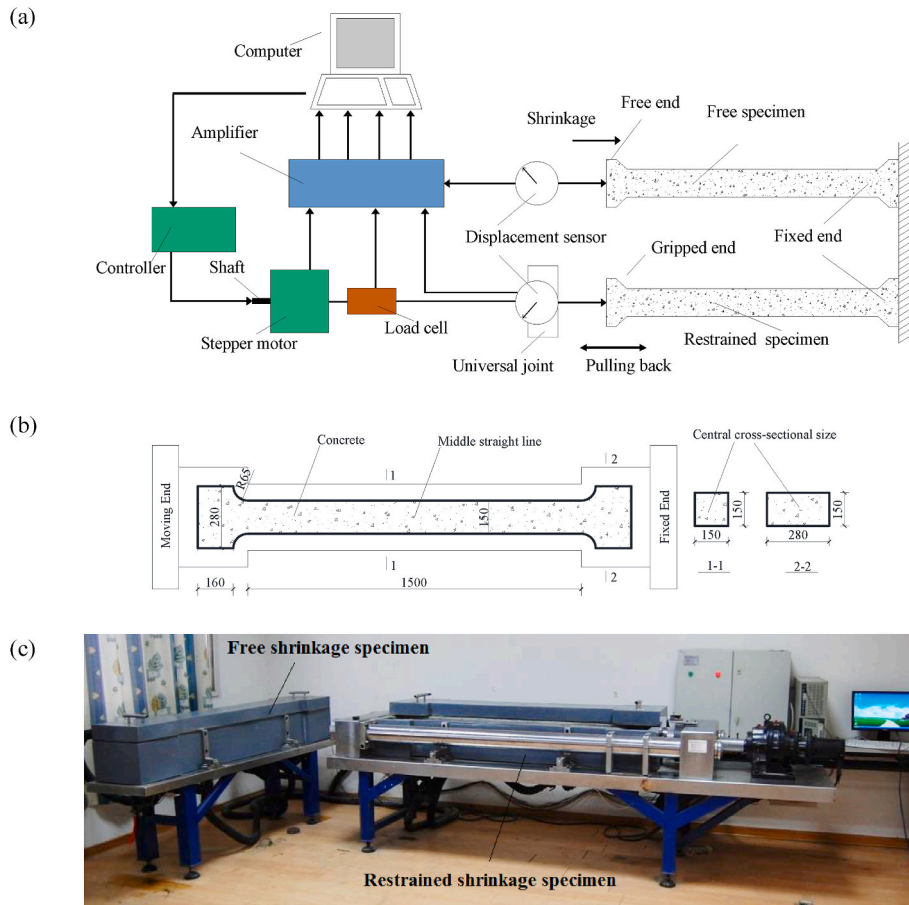 (a)
Computer
Amplifier
Shrinkage
Free end
Free specimen
Controller
Shaft
Stepper motor
Load cell
Displacement sensor
Universal joint
Gripped end
Fixed end
Pulling back
Restrained specimen
(b)
Moving End
Concrete
Middle straight line
Fixed End
Central cross-sectional size
R65
280
150
1
1
2
2
160
1500
150
150
1-1
280
150
2-2
(c)
Free shrinkage specimen
Restrained shrinkage specimen